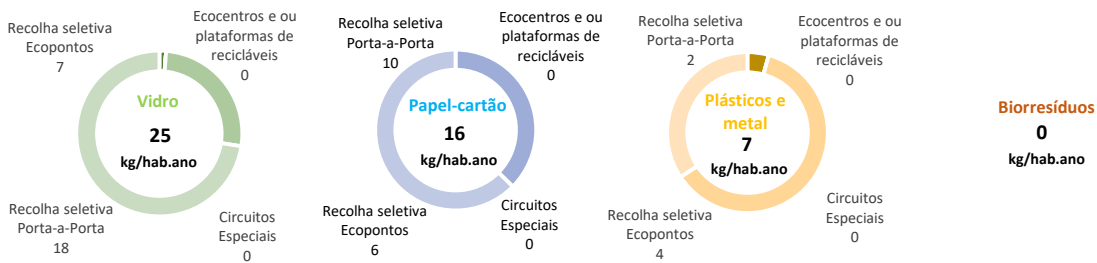 Recolha seletiva
Ecopontos
7
Ecocentros e ou
plataformas de
recicláveis
0
Vidro
25
kg/hab.ano
Recolha seletiva
Porta-a-Porta
18
Circuitos
Especiais
0
Recolha seletiva
Porta-a-Porta
10
Ecocentros e ou
plataformas de
recicláveis
0
Papel-cartão
16
kg/hab.ano
Recolha seletiva
Ecopontos
6
Circuitos
Especiais
0
Recolha seletiva
Porta-a-Porta
2
Ecocentros e ou
plataformas de
recicláveis
0
Plásticos e
metal
7
kg/hab.ano
Recolha seletiva
Ecopontos
4
Circuitos
Especiais
0
Biorresíduos
0
kg/hab.ano